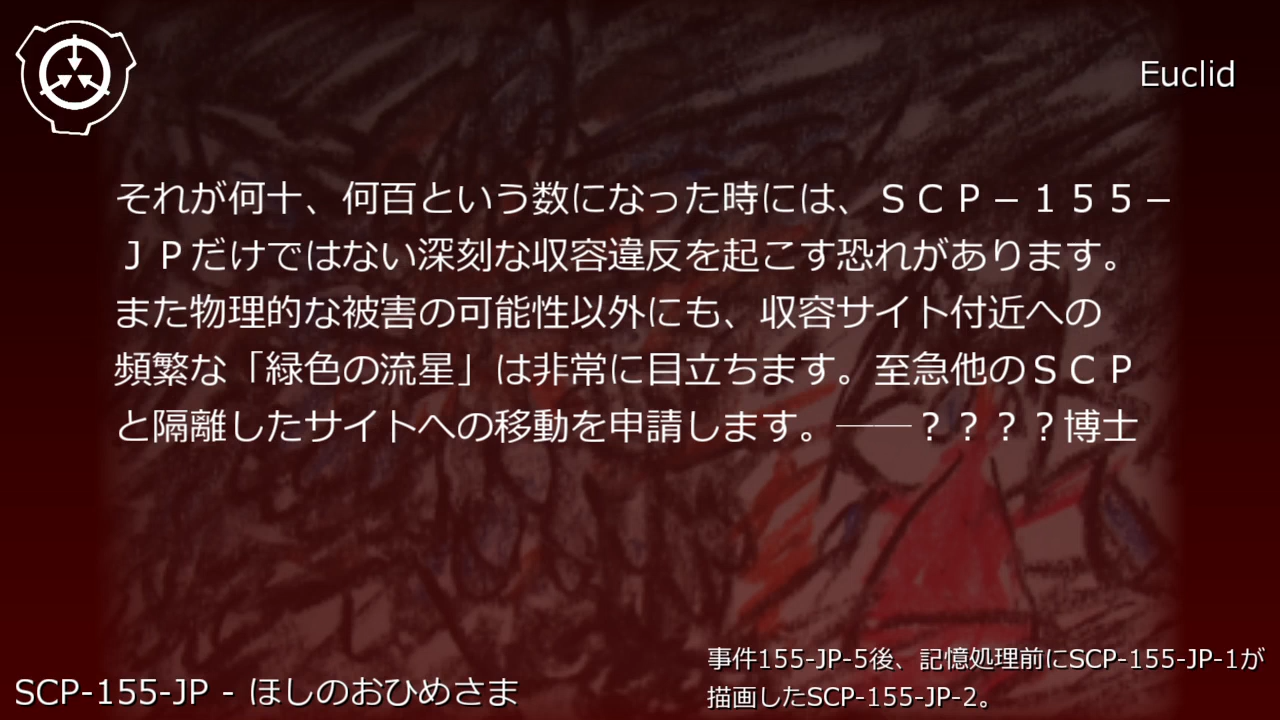 Euclid
それが何十、何百という数になった時には、ＳＣＰ－１５５－
ＪＰだけではない深刻な収容違反を起こす恐れがあります。
また物理的な被害の可能性以外にも、収容サイト付近への
頻繁な「緑色の流星」は非常に目立ちます。至急他のＳＣＰ
と隔離したサイトへの移動を申請します。――？？？？博士
事件155-JP-5後、記憶処理前にSCP-155-JP-1が
描画したSCP-155-JP-2。
SCP-155-JP - ほしのおひめさま